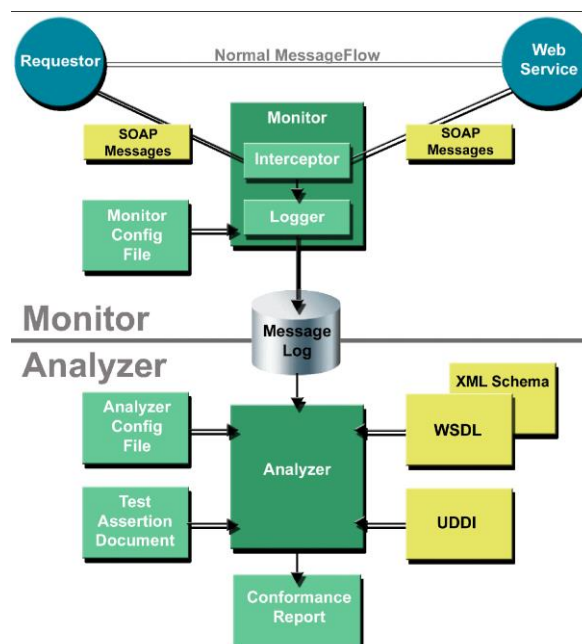 Normal MessageFlow
Requestor
Web
Service
Monitor
SOAP
Messages
SOAP
Messages
Interceptor
Monitor
Config
File
Logger
Monitor
Message
Log
Analyzer
XML Schema
Analyzer
Config
File
WSDL
Analyzer
Test
Assertion
Document
UDDI
Conformance
Report